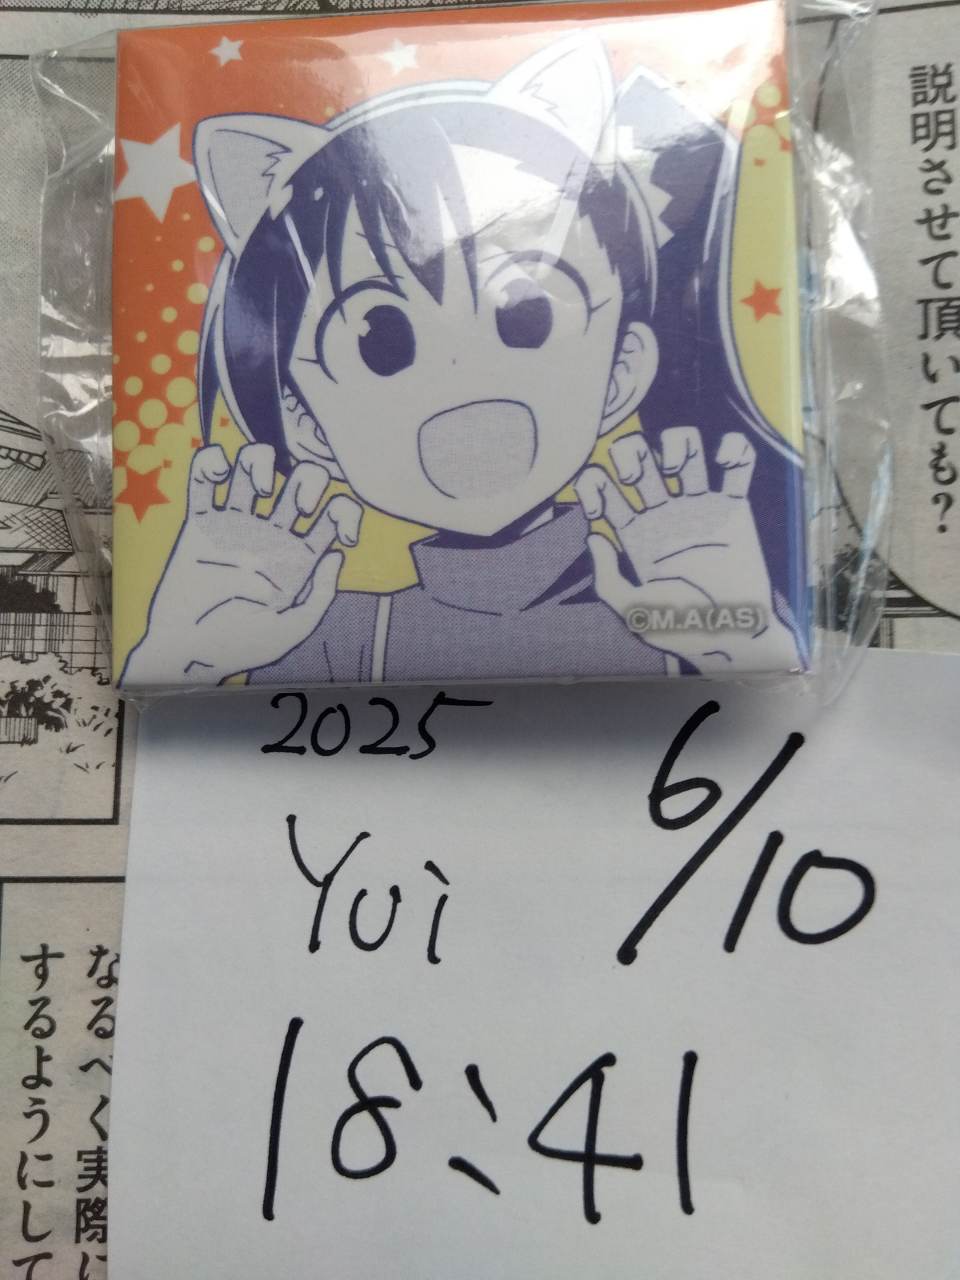 説明させて頂いても?
©M.A(AS)
2025
6/10
Yui
18:41
なるべく実際に
するようにして